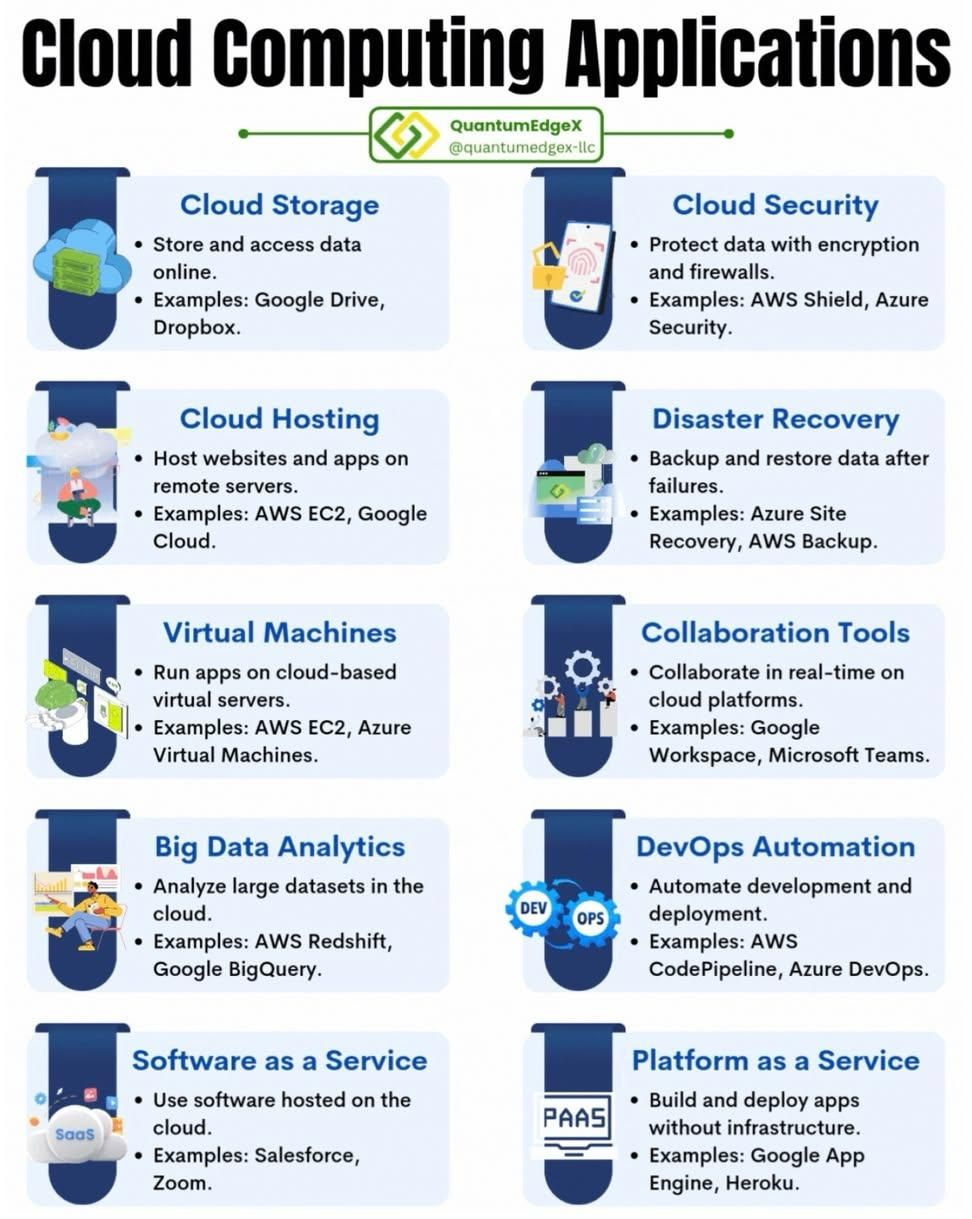 Cloud Computing Applications
QuantumEdgeX
@quantumedgex-llc
Cloud Storage
• Store and access data
online.
• Examples: Google Drive,
Dropbox.
Cloud Security
• Protect data with encryption
and firewalls.
• Examples: AWS Shield, Azure
Security.
Cloud Hosting
• Host websites and apps on
remote servers.
• Examples: AWS EC2, Google
Cloud.
Disaster Recovery
• Backup and restore data after
failures.
• Examples: Azure Site
Recovery, AWS Backup.
Virtual Machines
• Run apps on cloud-based
virtual servers.
• Examples: AWS EC2, Azure
Virtual Machines.
Collaboration Tools
• Collaborate in real-time on
cloud platforms.
• Examples: Google
Workspace, Microsoft Teams.
Big Data Analytics
• Analyze large datasets in the
cloud.
• Examples: AWS Redshift,
Google BigQuery.
DevOps Automation
DEV
OPS
• Automate development and
deployment.
• Examples: AWS
CodePipeline, Azure DevOps.
Software as a Service
SaaS
• Use software hosted on the
cloud.
• Examples: Salesforce,
Zoom.
Platform as a Service
PAAS
• Build and deploy apps
without infrastructure.
• Examples: Google App
Engine, Heroku.